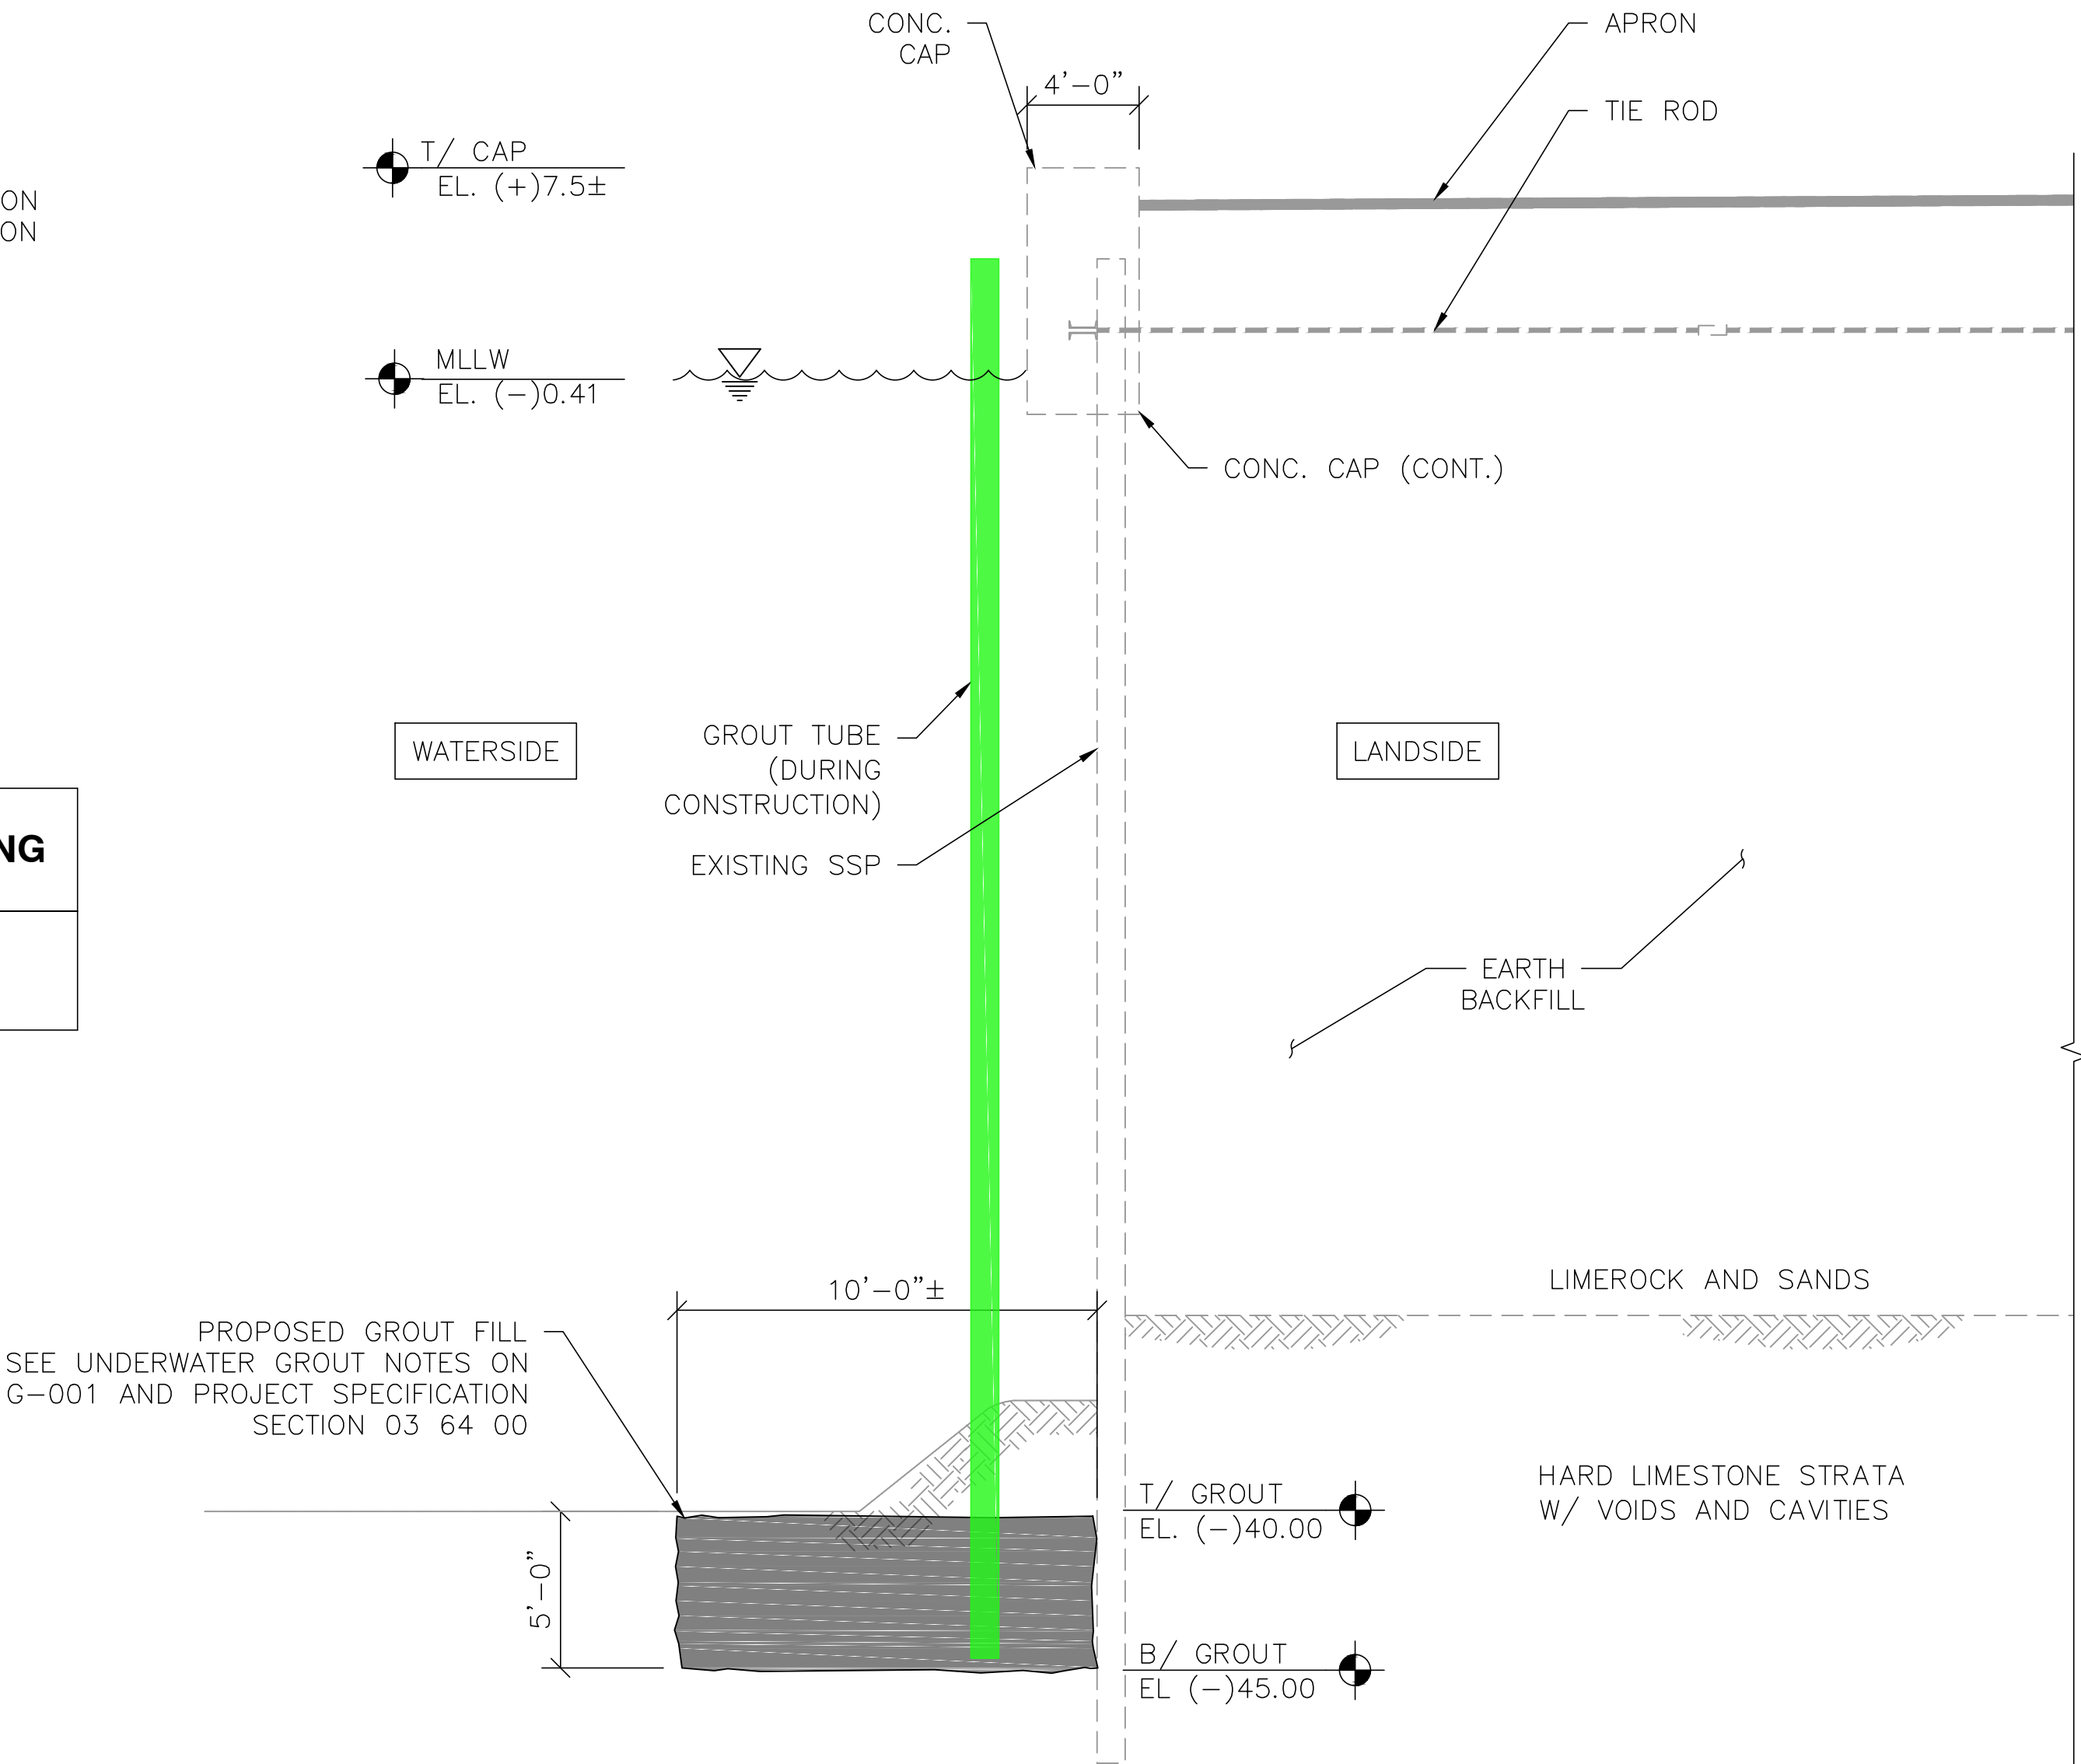 CONC.
CAP
APRON
4'-0"
TIE ROD
T/ CAP
EL. (+)7.5±
ON
ON
MLLW
EL. (-)0.41
CONC. CAP (CONT.)
WATERSIDE
GROUT TUBE
(DURING
CONSTRUCTION)
LANDSIDE
NG
EXISTING SSP
EARTH
BACKFILL
LIMEROCK AND SANDS
10'-0"±
PROPOSED GROUT FILL
SEE UNDERWATER GROUT NOTES ON
G-001 AND PROJECT SPECIFICATION
SECTION 03 64 00
HARD LIMESTONE STRATA
W/ VOIDS AND CAVITIES
T/ GROUT
EL. (-)40.00
5'-0"
B/ GROUT
EL (-)45.00